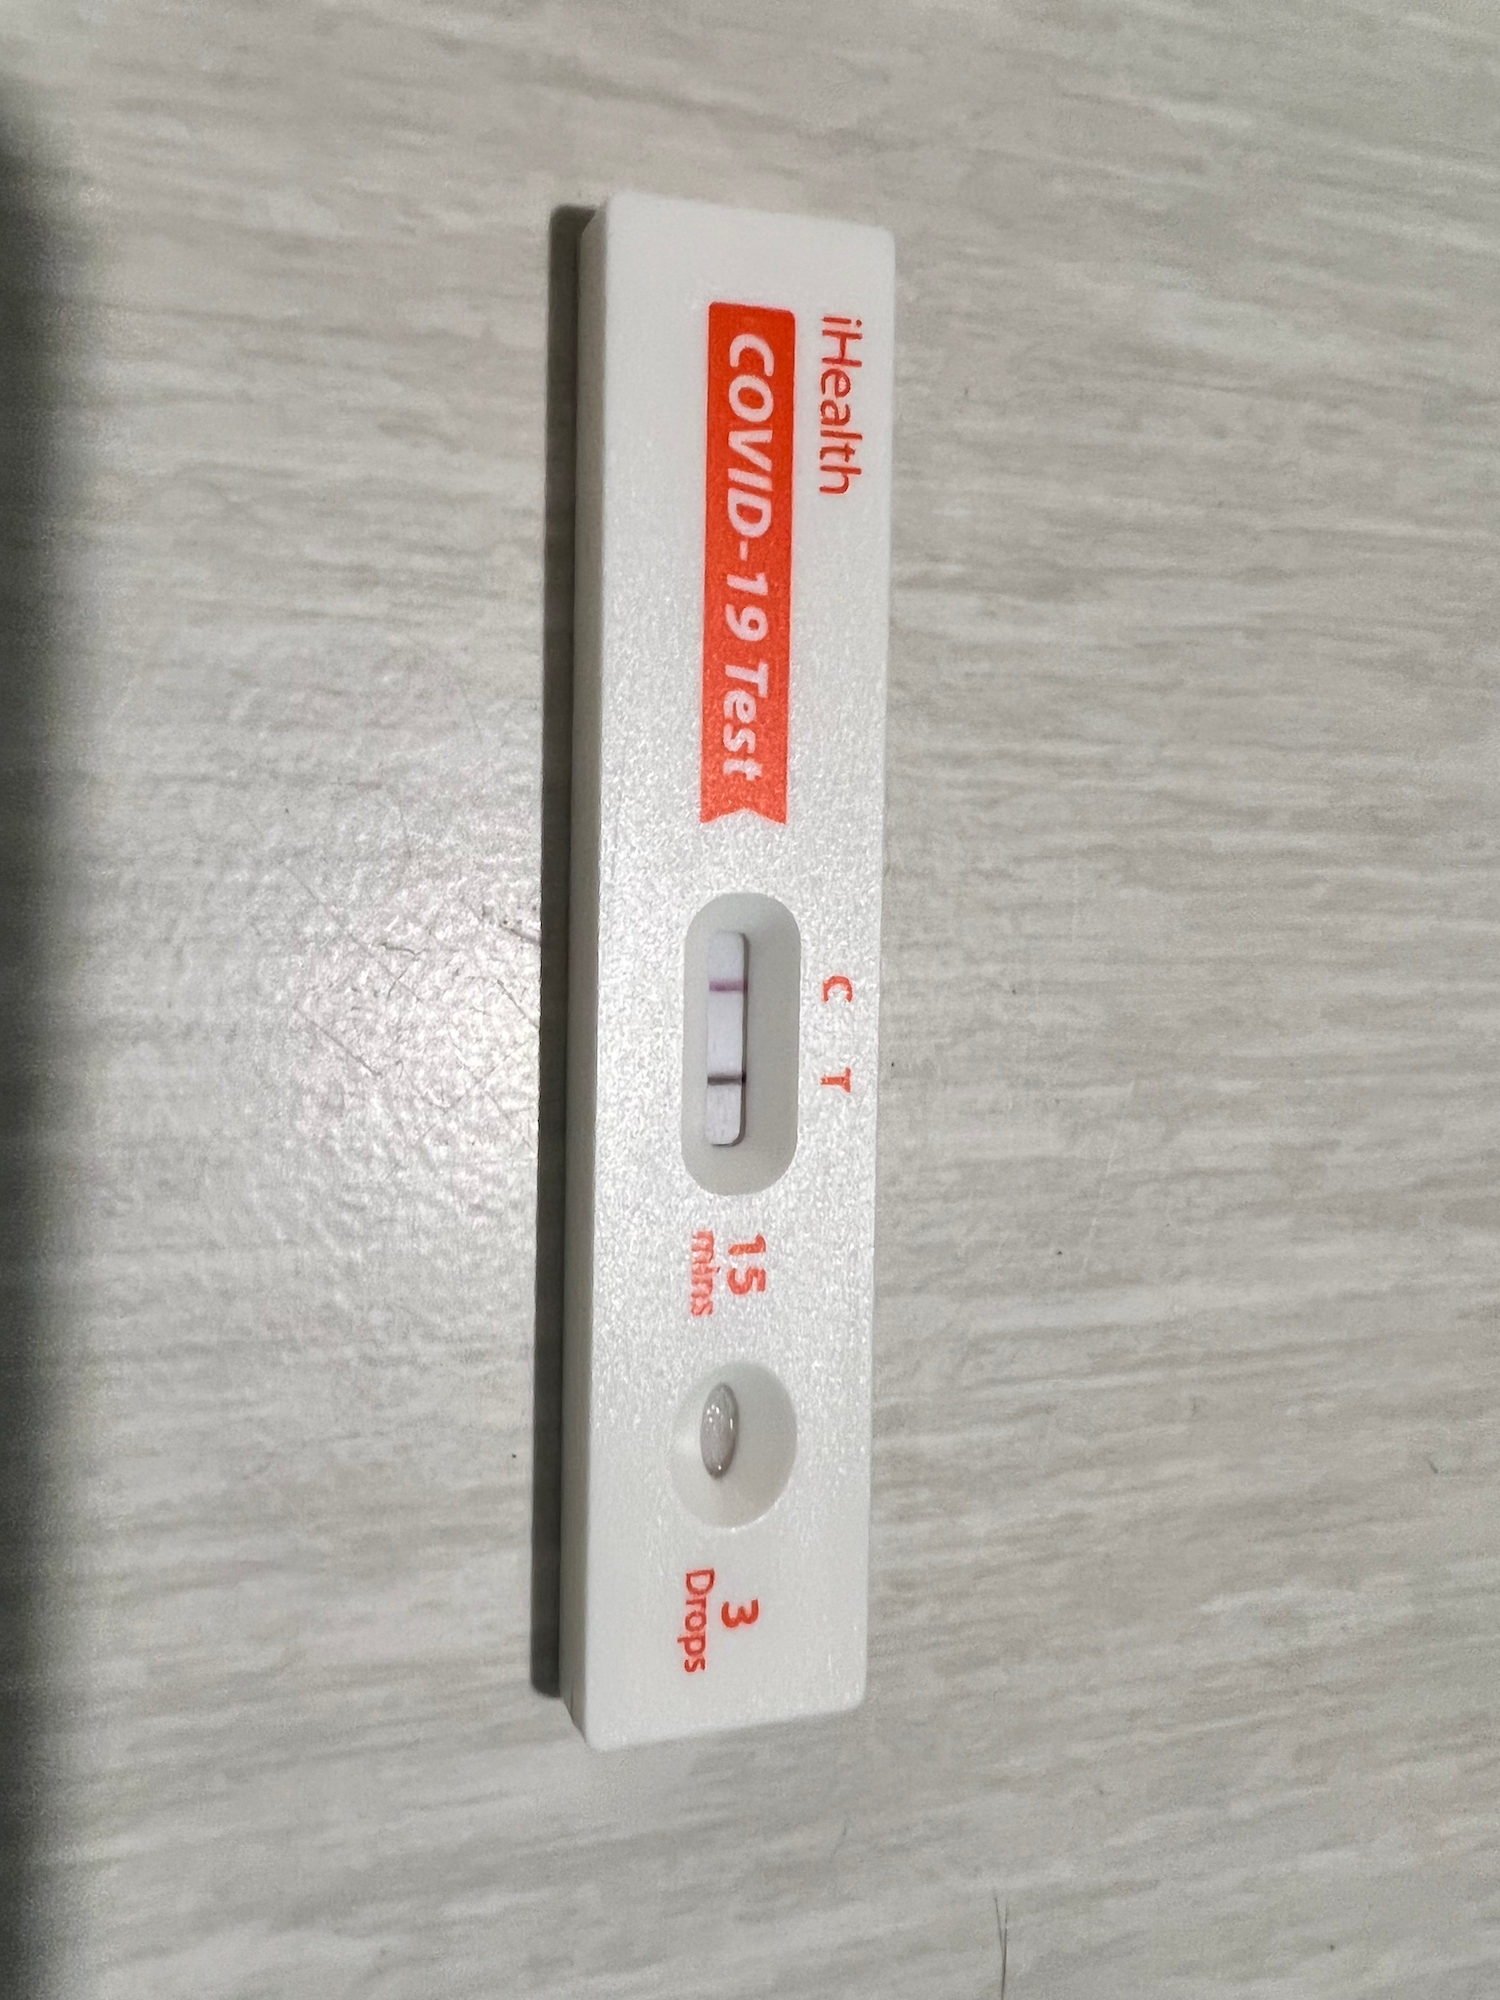 iHealth
COVID-19 Test
C T
15
mins
3
Drops